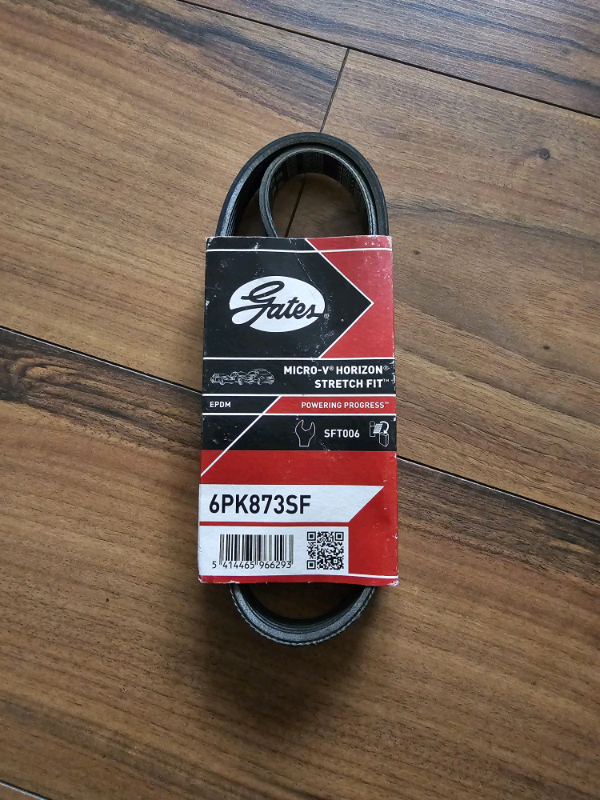 Gates®
MICRO-V® HORIZON®
STRETCH FIT™
EPDM
POWERING PROGRESS™
SFT006
6PK873SF
5 414465 966293